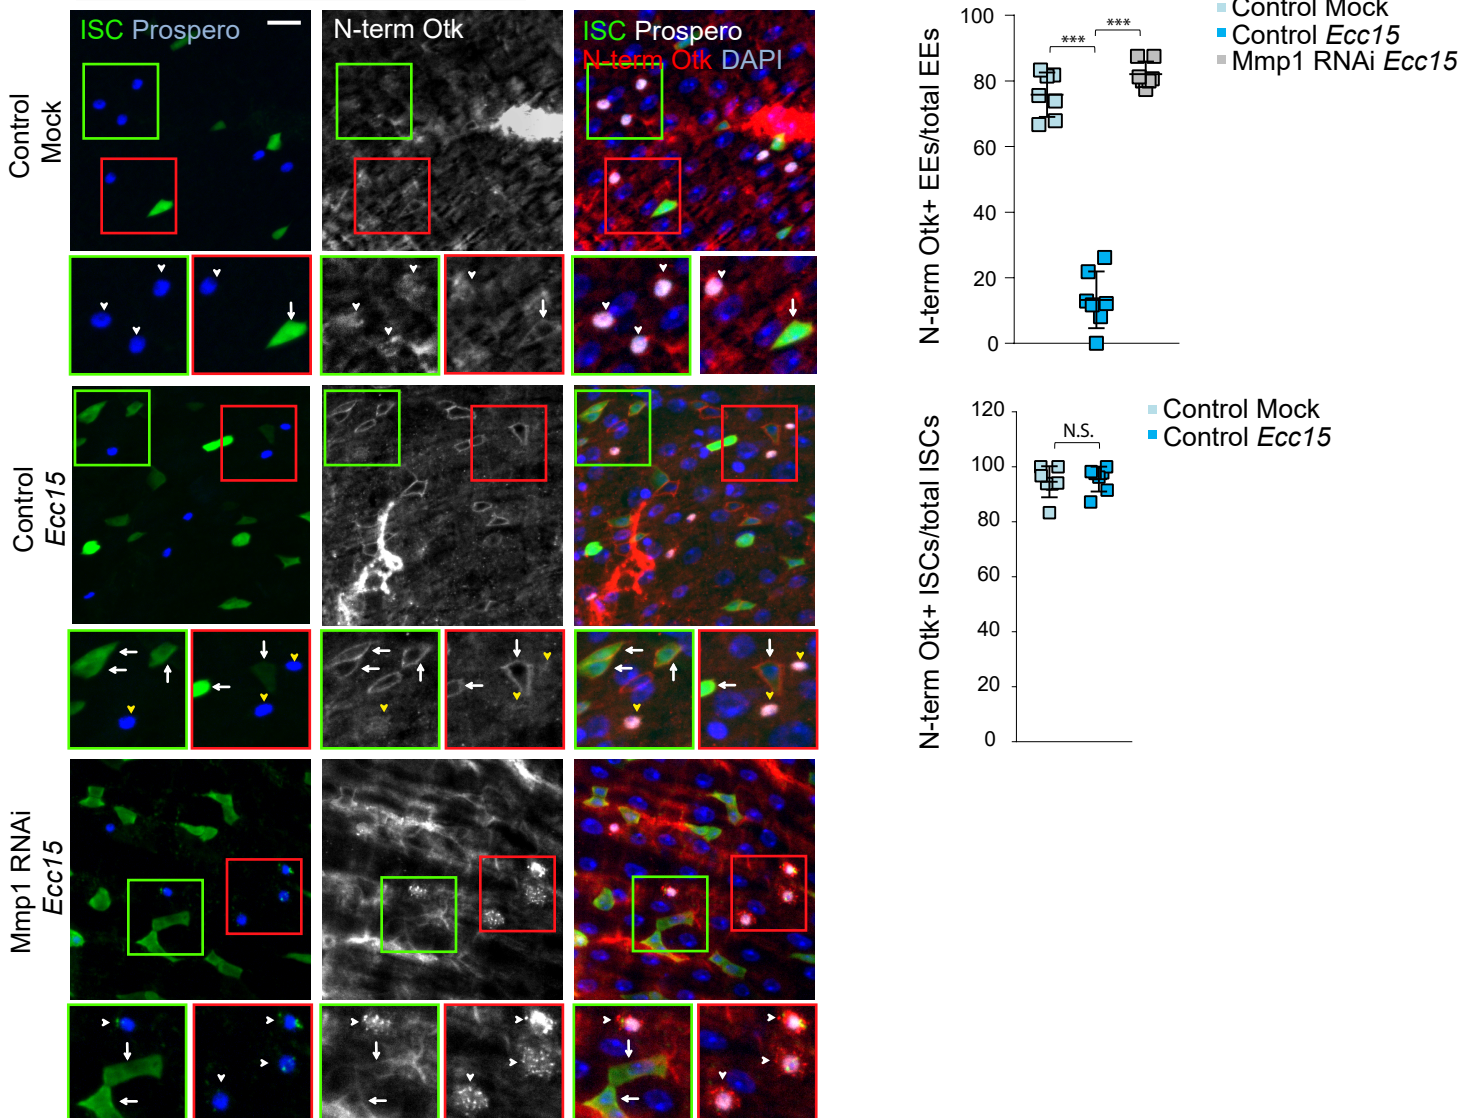 ISC Prospero
N-term Otk
ISC Prospero
N-term Otk DAPI
Control
Mock
Control
Ecc15
Mmp1 RNAi
Ecc15
Control Mock
Control Ecc15
Mmp1 RNAi Ecc15
N-term Otk+ EEs/total EEs
100
80
60
40
20
0
***
***
N-term Otk+ ISCs/total ISCs
120
100
80
60
40
20
0
N.S.
Control Mock
Control Ecc15